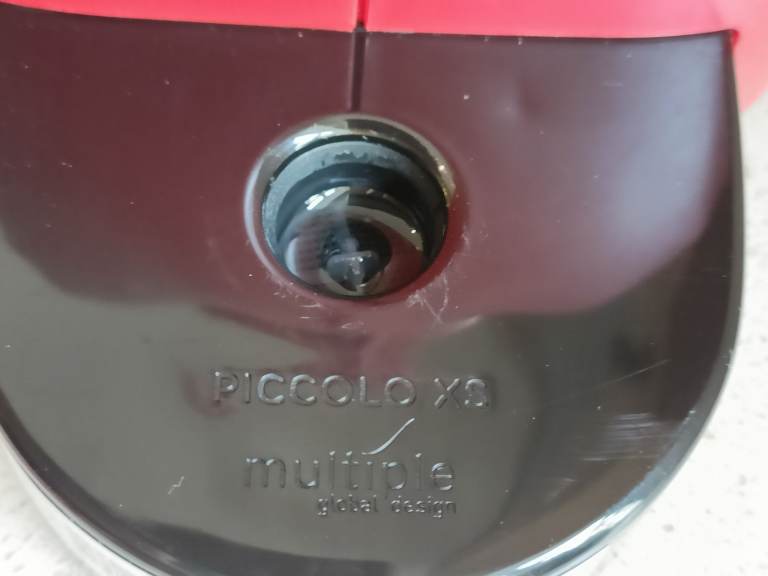 PICCOLO XS
multiple
global design